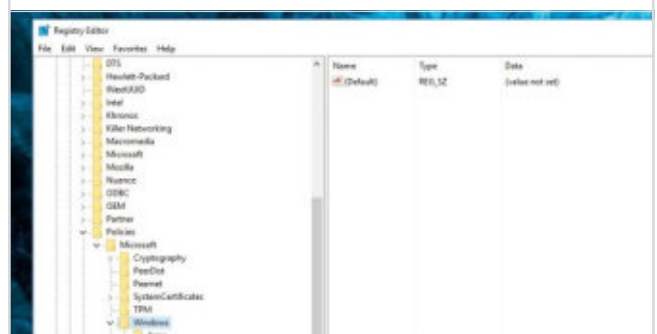 Registry Editor
File Edit View Favorites Help
Name Type Data
(Default) REG_SZ (value not set)
DTS
Hewlett-Packard
Intel
Khronos
Killer Networking
Macromedia
Microsoft
Mozilla
Nuance
ODBC
OEM
Partner
Policies
Microsoft
Cryptography
PeerDist
Peernet
SystemCertificates
TPM
Windows